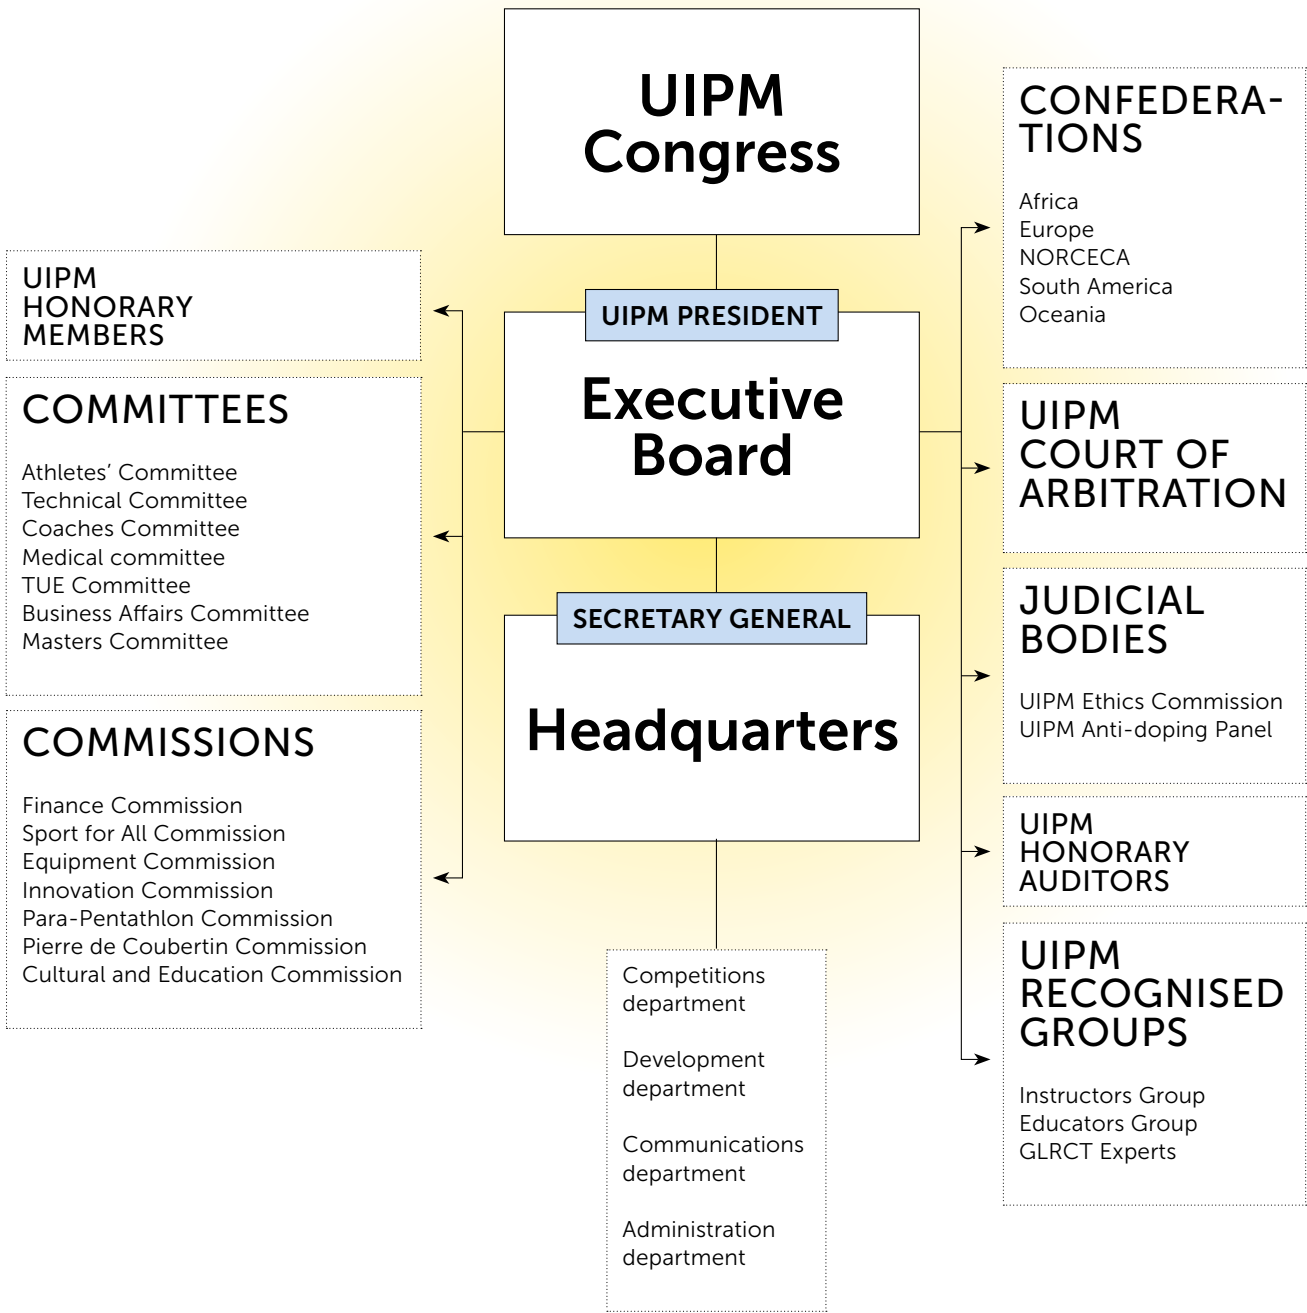 UIPM
Congress
UIPM PRESIDENT
Executive
Board
SECRETARY GENERAL
Headquarters
Competitions
department
Development
department
Communications
department
Administration
department
UIPM
HONORARY
MEMBERS
COMMITTEES
Athletes’ Committee
Technical Committee
Coaches Committee
Medical committee
TUE Committee
Business Affairs Committee
Masters Committee
COMMISSIONS
Finance Commission
Sport for All Commission
Equipment Commission
Innovation Commission
Para-Pentathlon Commission
Pierre de Coubertin Commission
Cultural and Education Commission
CONFEDERA-
TIONS
Africa
Europe
NORCECA
South America
Oceania
UIPM
COURT OF
ARBITRATION
JUDICIAL
BODIES
UIPM Ethics Commission
UIPM Anti-doping Panel
UIPM
HONORARY
AUDITORS
UIPM
RECOGNISED
GROUPS
Instructors Group
Educators Group
GLRCT Experts